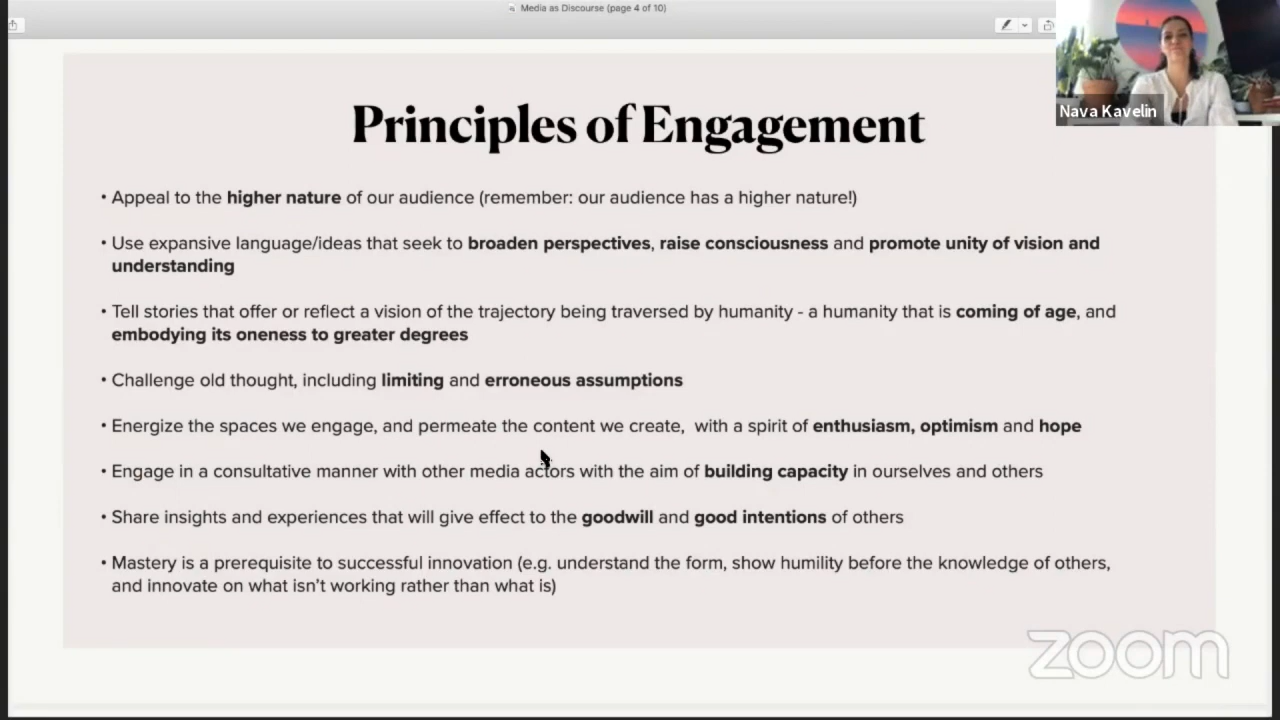 Media as Discourse (page 4 of 10)
Nava Kavelin
Principles of Engagement
• Appeal to the higher nature of our audience (remember: our audience has a higher nature!)
• Use expansive language/ideas that seek to broaden perspectives, raise consciousness and promote unity of vision and
understanding
• Tell stories that offer or reflect a vision of the trajectory being traversed by humanity - a humanity that is coming of age, and
embodying its oneness to greater degrees
• Challenge old thought, including limiting and erroneous assumptions
• Energize the spaces we engage, and permeate the content we create, with a spirit of enthusiasm, optimism and hope
• Engage in a consultative manner with other media actors with the aim of building capacity in ourselves and others
• Share insights and experiences that will give effect to the goodwill and good intentions of others
• Mastery is a prerequisite to successful innovation (e.g. understand the form, show humility before the knowledge of others,
and innovate on what isn't working rather than what is)
zoom